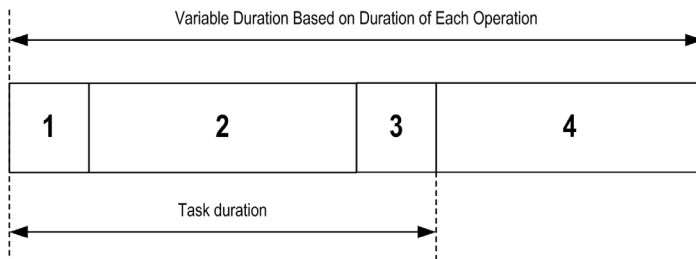 Variable Duration Based on Duration of Each Operation
1 2 3 4
Task duration